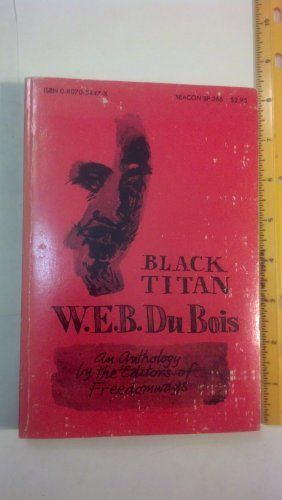 ISBN 0-8070-5447-X BEACON BP 366 $2.95
BLACK
TITAN
W.E.B. Du Bois
an Anthology
by the Editors of
Freedomways